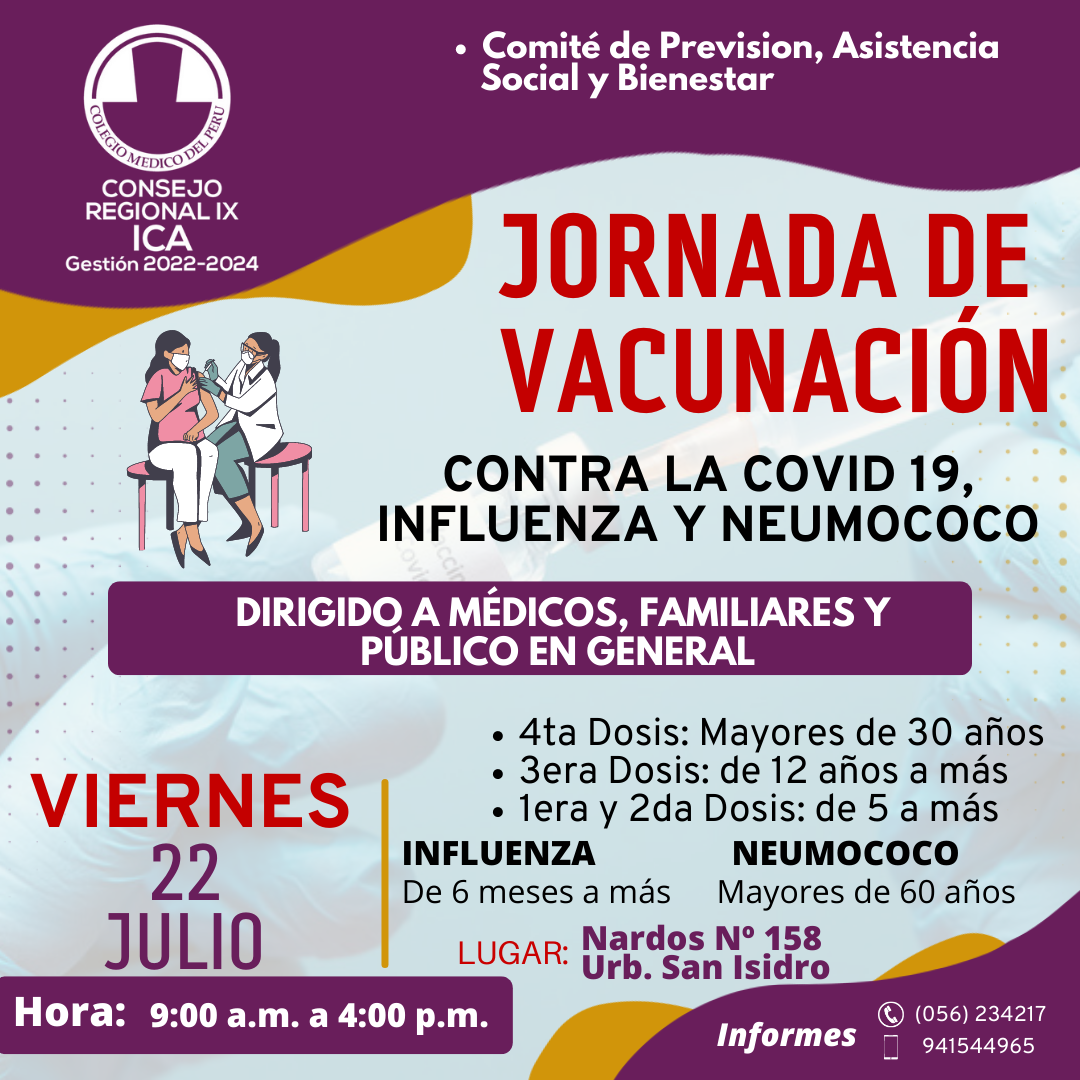 COLEGIO MEDICO DEL PERU
CONSEJO
REGIONAL IX
ICA
Gestión 2022-2024
• Comité de Prevision, Asistencia
Social y Bienestar
JORNADA DE
VACUNACIÓN
CONTRA LA COVID 19,
INFLUENZA Y NEUMOCOCO
DIRIGIDO A MÉDICOS, FAMILIARES Y
PÚBLICO EN GENERAL
• 4ta Dosis: Mayores de 30 años
• 3era Dosis: de 12 años a más
• 1era y 2da Dosis: de 5 a más
INFLUENZA
De 6 meses a más
NEUMOCOCO
Mayores de 60 años
VIERNES
22
JULIO
LUGAR: Nardos Nº 158
Urb. San Isidro
Hora: 9:00 a.m. a 4:00 p.m.
Informes
(056) 234217
941544965